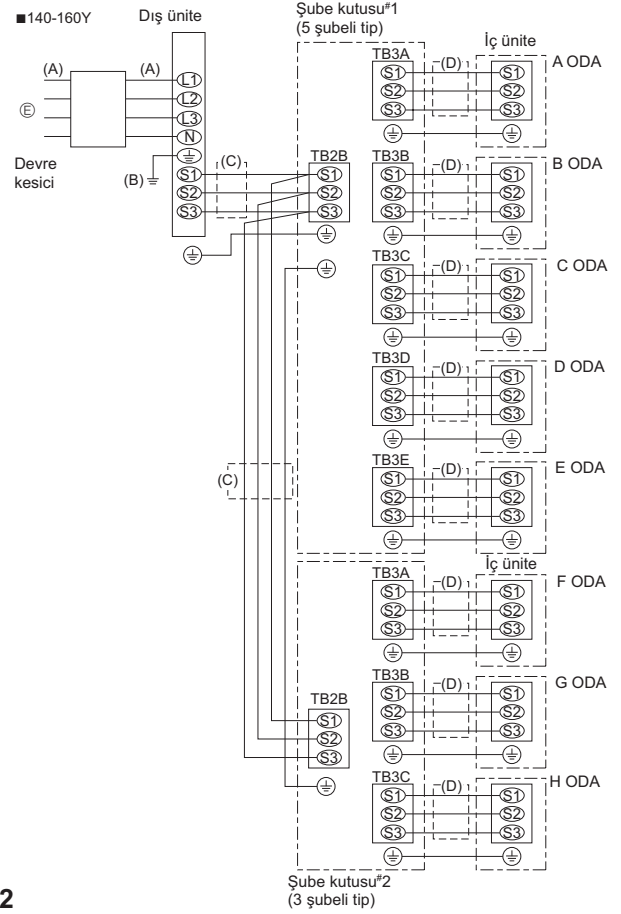 ■140-160Y
Dış ünite
Şube kutusu#1
(5 şubeli tip)
İç ünite
(A)
(A)
L1
L2
L3
N
Ⓔ
Devre
kesici
(B)
S1
S2
S3
(C)
TB2B
S1
S2
S3
TB3A
S1
S2
S3
(D)
S1
S2
S3
A ODA
TB3B
S1
S2
S3
(D)
S1
S2
S3
B ODA
TB3C
S1
S2
S3
(D)
S1
S2
S3
C ODA
TB3D
S1
S2
S3
(D)
S1
S2
S3
D ODA
TB3E
S1
S2
S3
(D)
S1
S2
S3
E ODA
(C)
İç ünite
TB3A
S1
S2
S3
(D)
S1
S2
S3
F ODA
TB2B
S1
S2
S3
TB3B
S1
S2
S3
(D)
S1
S2
S3
G ODA
TB3C
S1
S2
S3
(D)
S1
S2
S3
H ODA
Şube kutusu#2
(3 şubeli tip)
2